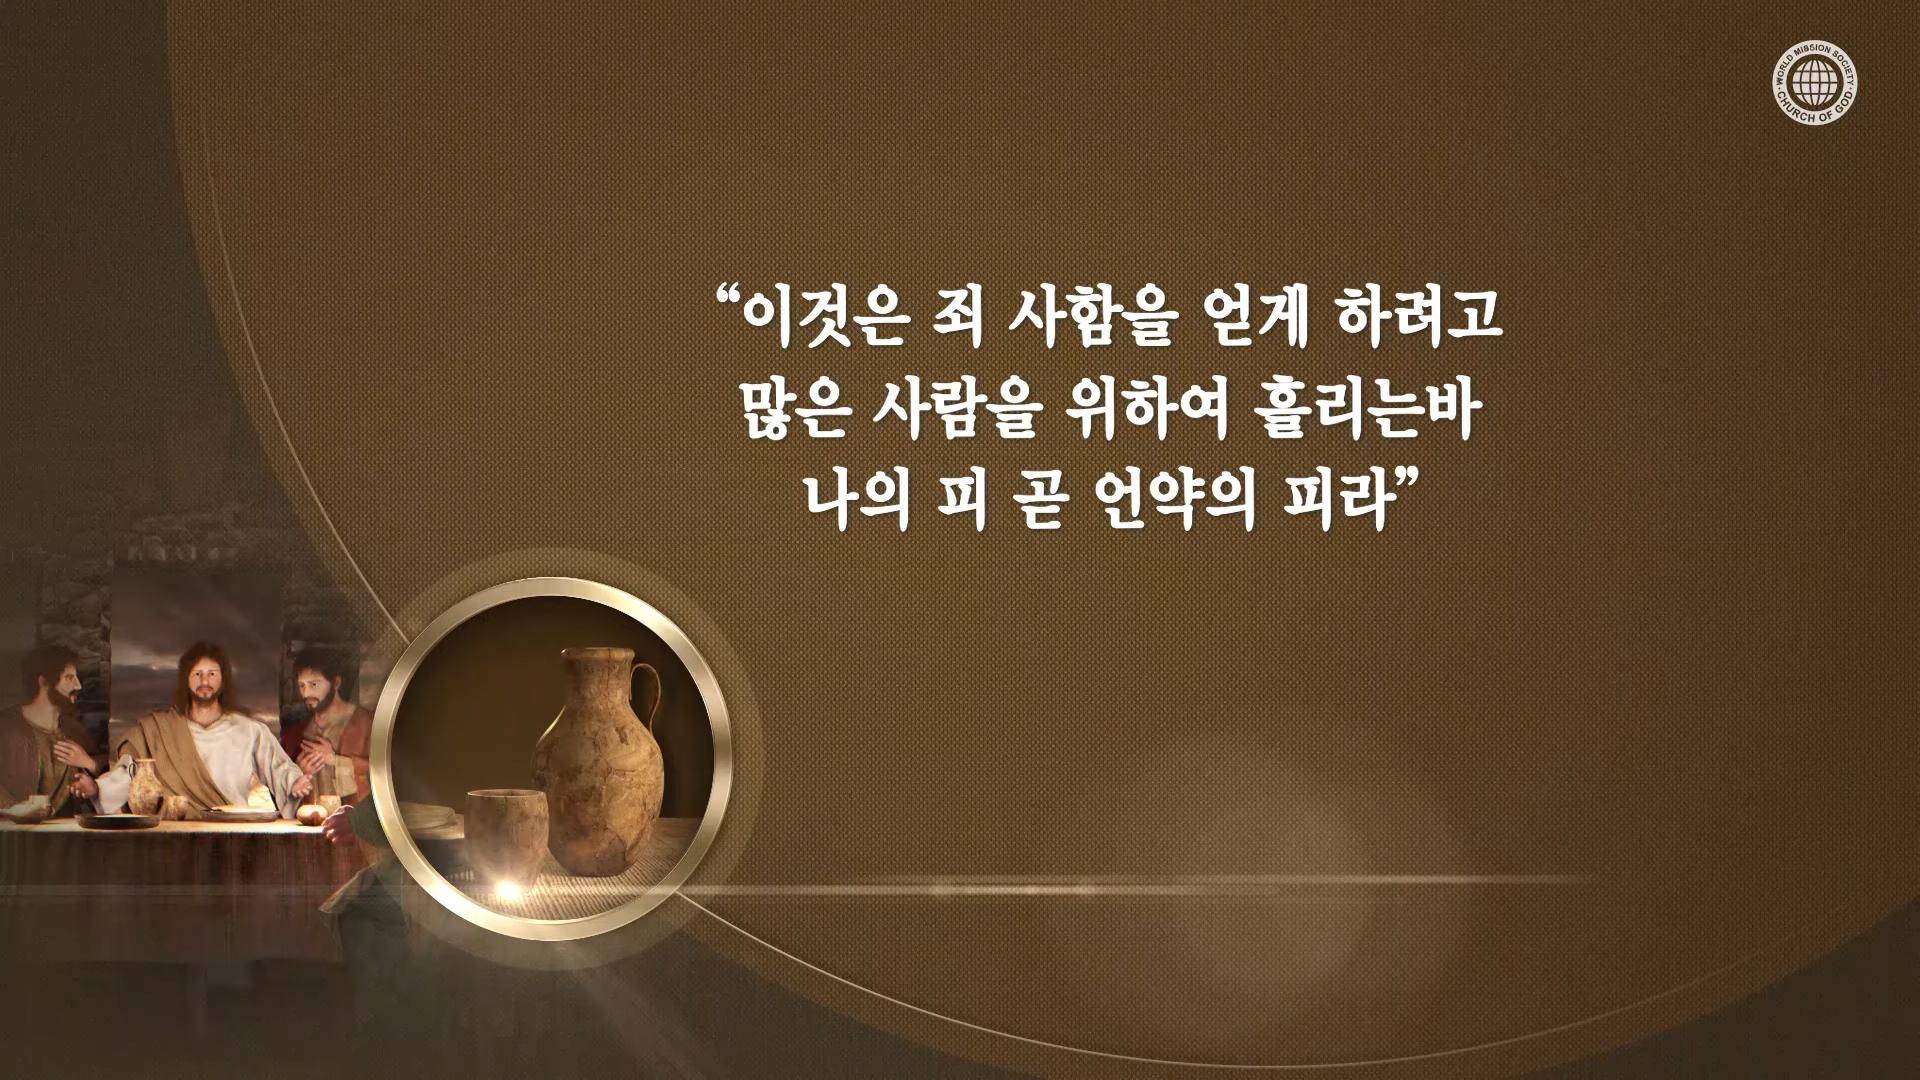 WORLD MISSION SOCIETY
CHURCH OF GOD
“이것은 죄 사함을 얻게 하려고
많은 사람을 위하여 흘리는바
나의 피 곧 언약의 피라”